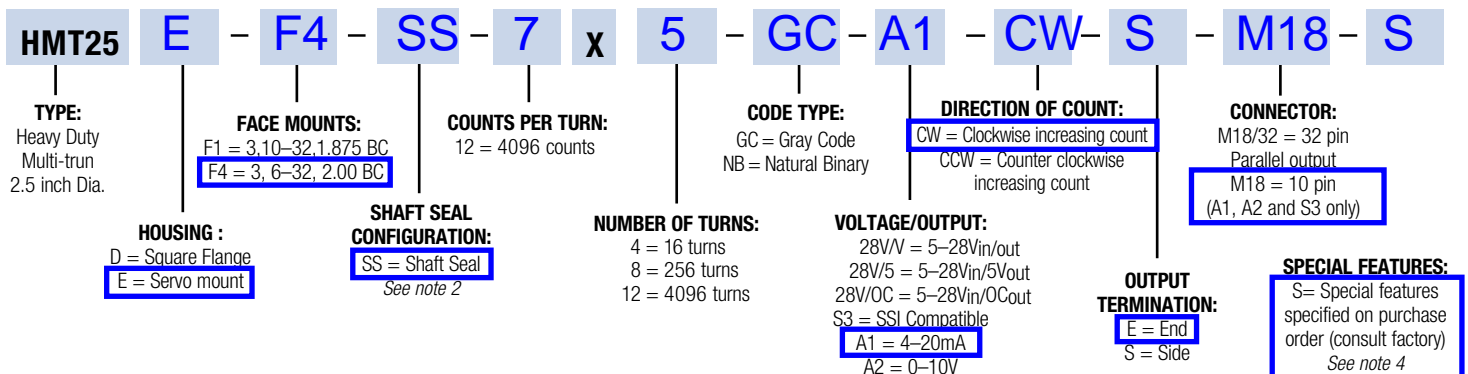 HMT25 E – F4 – SS – 7 x 5 – GC – A1 – CW – S – M18 – S
TYPE:
Heavy Duty
Multi-trun
2.5 inch Dia.
HOUSING :
D = Square Flange
E = Servo mount
FACE MOUNTS:
F1 = 3,10–32,1.875 BC
F4 = 3, 6–32, 2.00 BC
SHAFT SEAL
CONFIGURATION:
SS = Shaft Seal
See note 2
COUNTS PER TURN:
12 = 4096 counts
NUMBER OF TURNS:
4 = 16 turns
8 = 256 turns
12 = 4096 turns
CODE TYPE:
GC = Gray Code
NB = Natural Binary
VOLTAGE/OUTPUT:
28V/V = 5–28Vin/out
28V/5 = 5–28Vin/5Vout
28V/OC = 5–28Vin/OCout
S3 = SSI Compatible
A1 = 4–20mA
A2 = 0–10V
DIRECTION OF COUNT:
CW = Clockwise increasing count
CCW = Counter clockwise
increasing count
OUTPUT
TERMINATION:
E = End
S = Side
CONNECTOR:
M18/32 = 32 pin
Parallel output
M18 = 10 pin
(A1, A2 and S3 only)
SPECIAL FEATURES:
S= Special features
specified on purchase
order (consult factory)
See note 4